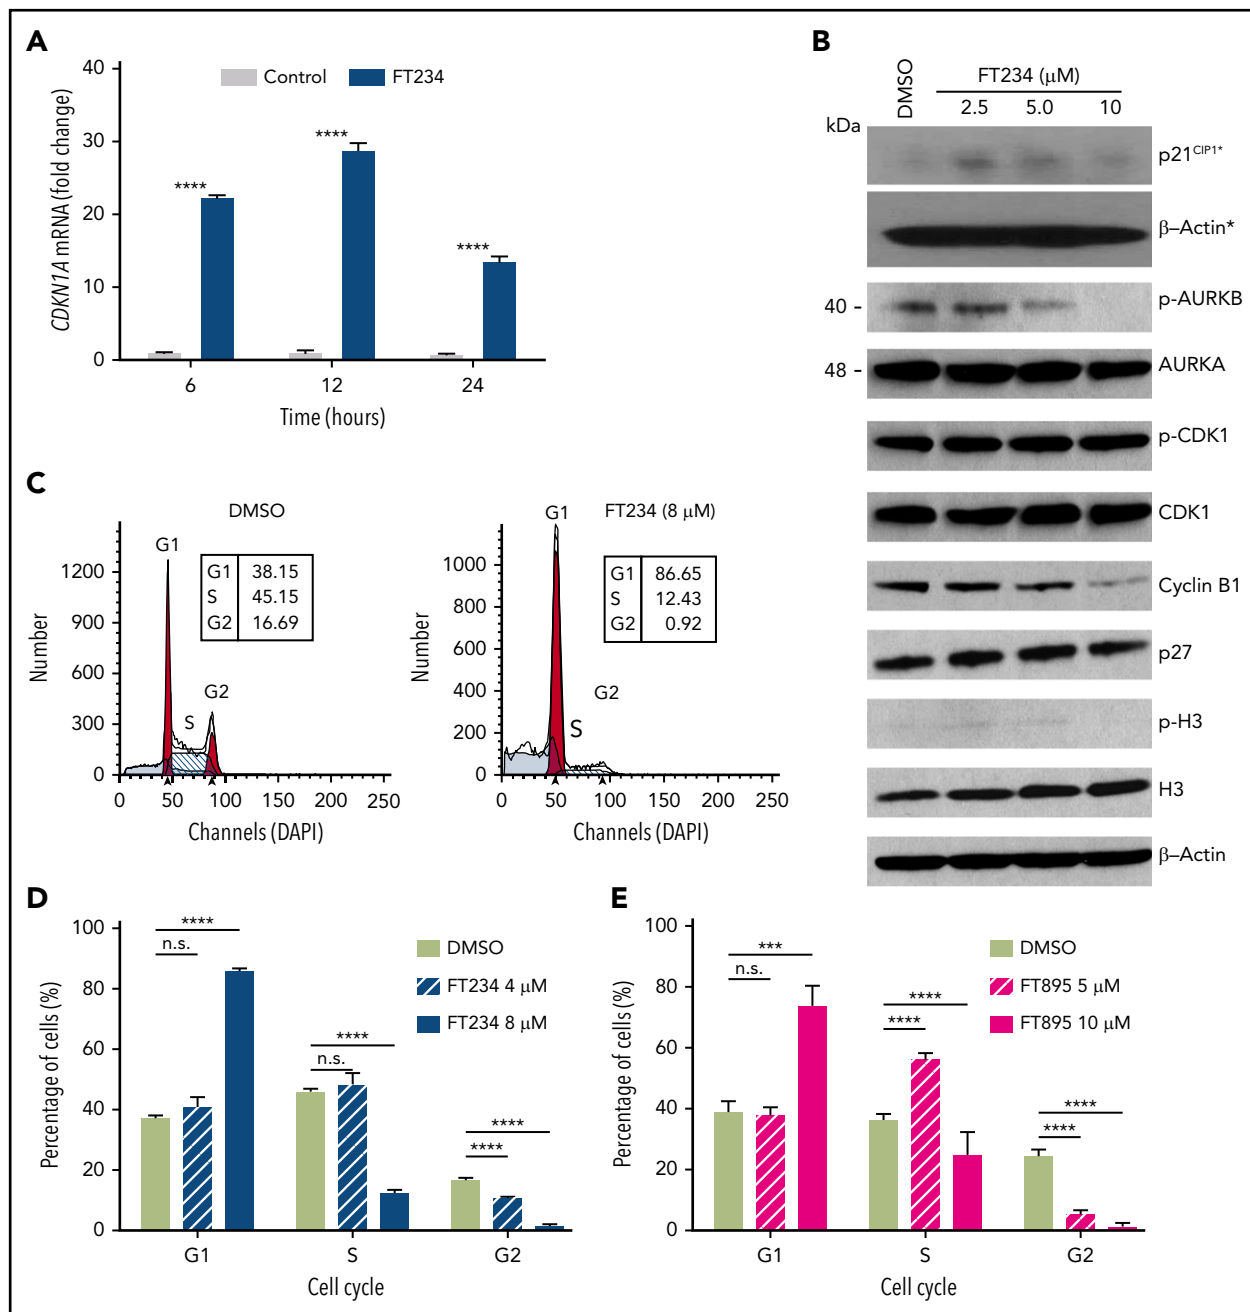 A
Control FT234
CDKN1A mRNA (fold change)
40
30
20
10
0
****
****
****
6 12 24
Time (hours)
B
DMSO
FT234 (μM)
2.5 5.0 10
kDa
p21CIP1*
β–Actin*
40 - p-AURKB
48 - AURKA
p-CDK1
CDK1
Cyclin B1
p27
p-H3
H3
β–Actin
C
DMSO
Number
1200
900
600
300
0
G1
S
G2
G1 38.15
S 45.15
G2 16.69
0 50 100 150 200 250
Channels (DAPI)
FT234 (8 μM)
Number
1000
800
600
400
200
0
G1
S
G2
G1 86.65
S 12.43
G2 0.92
0 50 100 150 200 250
Channels (DAPI)
D
Percentage of cells (%)
100
80
60
40
20
0
****
n.s.
****
n.s.
****
****
DMSO
FT234 4 μM
FT234 8 μM
G1 S G2
Cell cycle
E
Percentage of cells (%)
100
80
60
40
20
0
***
n.s.
****
****
****
****
DMSO
FT895 5 μM
FT895 10 μM
G1 S G2
Cell cycle